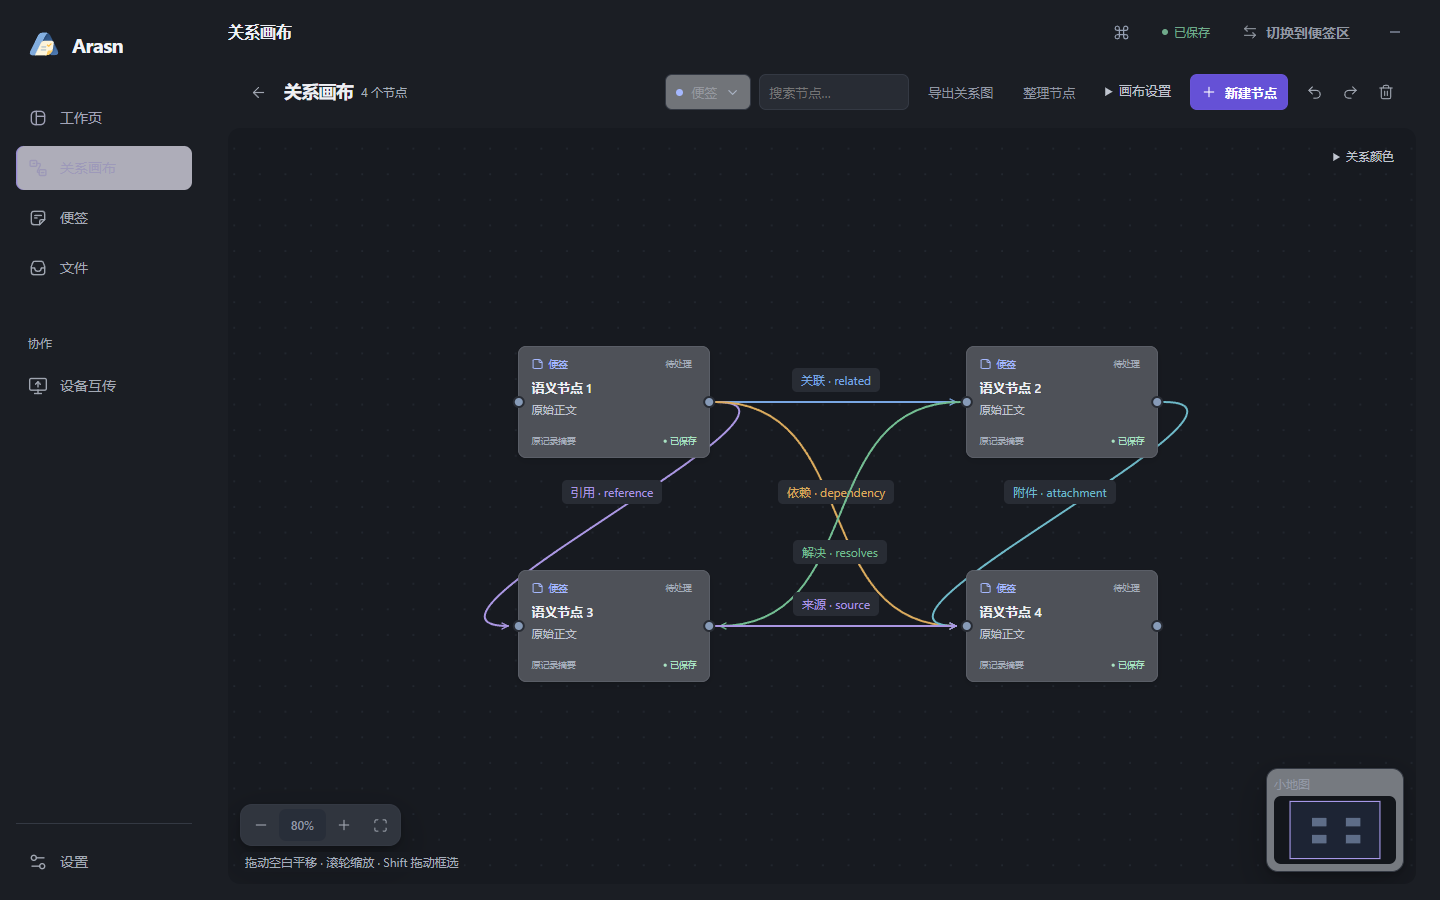 Arasn
关系画布
已保存
切换到便签区
工作页
关系画布
便签
文件
协作
设备互传
设置
关系画布 4 个节点
便签
搜索节点...
导出关系图
整理节点
画布设置
新建节点
关系颜色
便签 待处理
语义节点 1
原始正文
原记录摘要 已保存
关联 · related
便签 待处理
语义节点 2
原始正文
原记录摘要 已保存
引用 · reference
依赖 · dependency
附件 · attachment
解决 · resolves
来源 · source
便签 待处理
语义节点 3
原始正文
原记录摘要 已保存
便签 待处理
语义节点 4
原始正文
原记录摘要 已保存
小地图
80%
拖动空白平移 · 滚轮缩放 · Shift 拖动框选